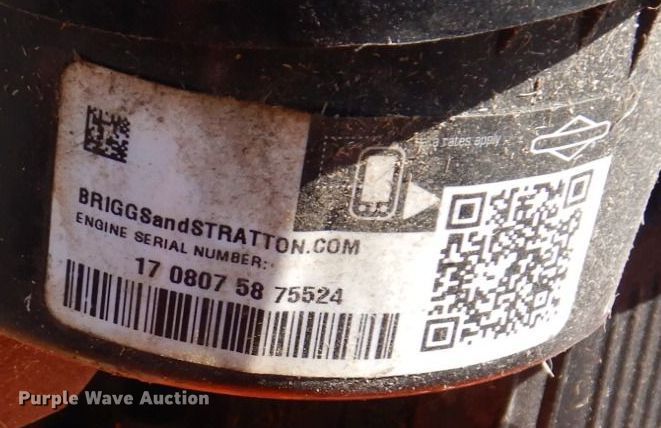 rates apply
BRIGGSandSTRATTON.COM
ENGINE SERIAL NUMBER:
17 0807 58 75524
Purple Wave Auction